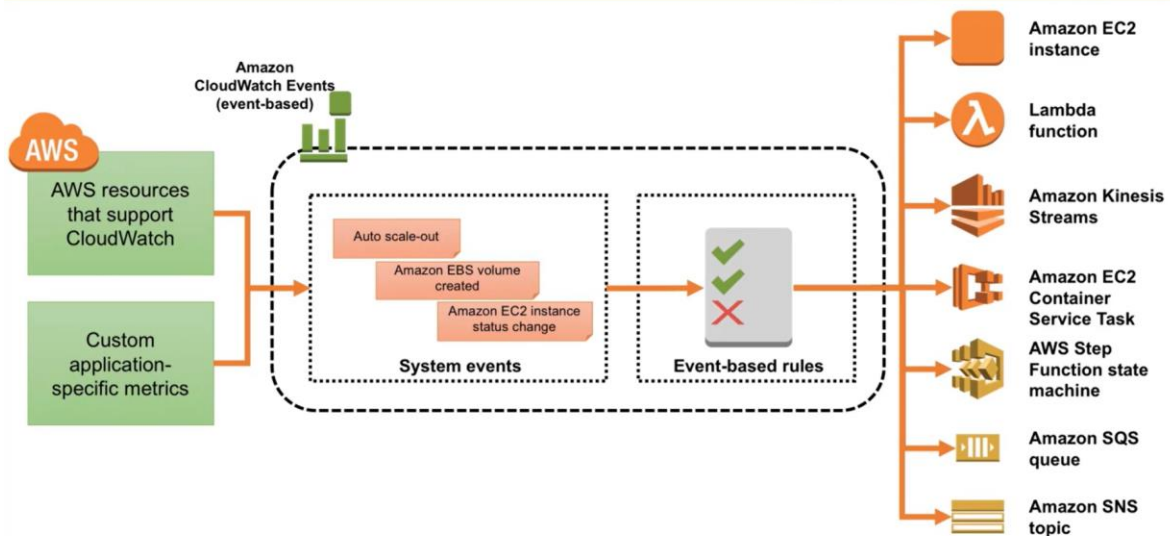 Amazon
CloudWatch Events
(event-based)
AWS
AWS resources
that support
CloudWatch
Custom
application-
specific metrics
Auto scale-out
Amazon EBS volume
created
Amazon EC2 instance
status change
System events
Event-based rules
Amazon EC2
instance
Lambda
function
Amazon Kinesis
Streams
Amazon EC2
Container
Service Task
AWS Step
Function state
machine
Amazon SQS
queue
Amazon SNS
topic